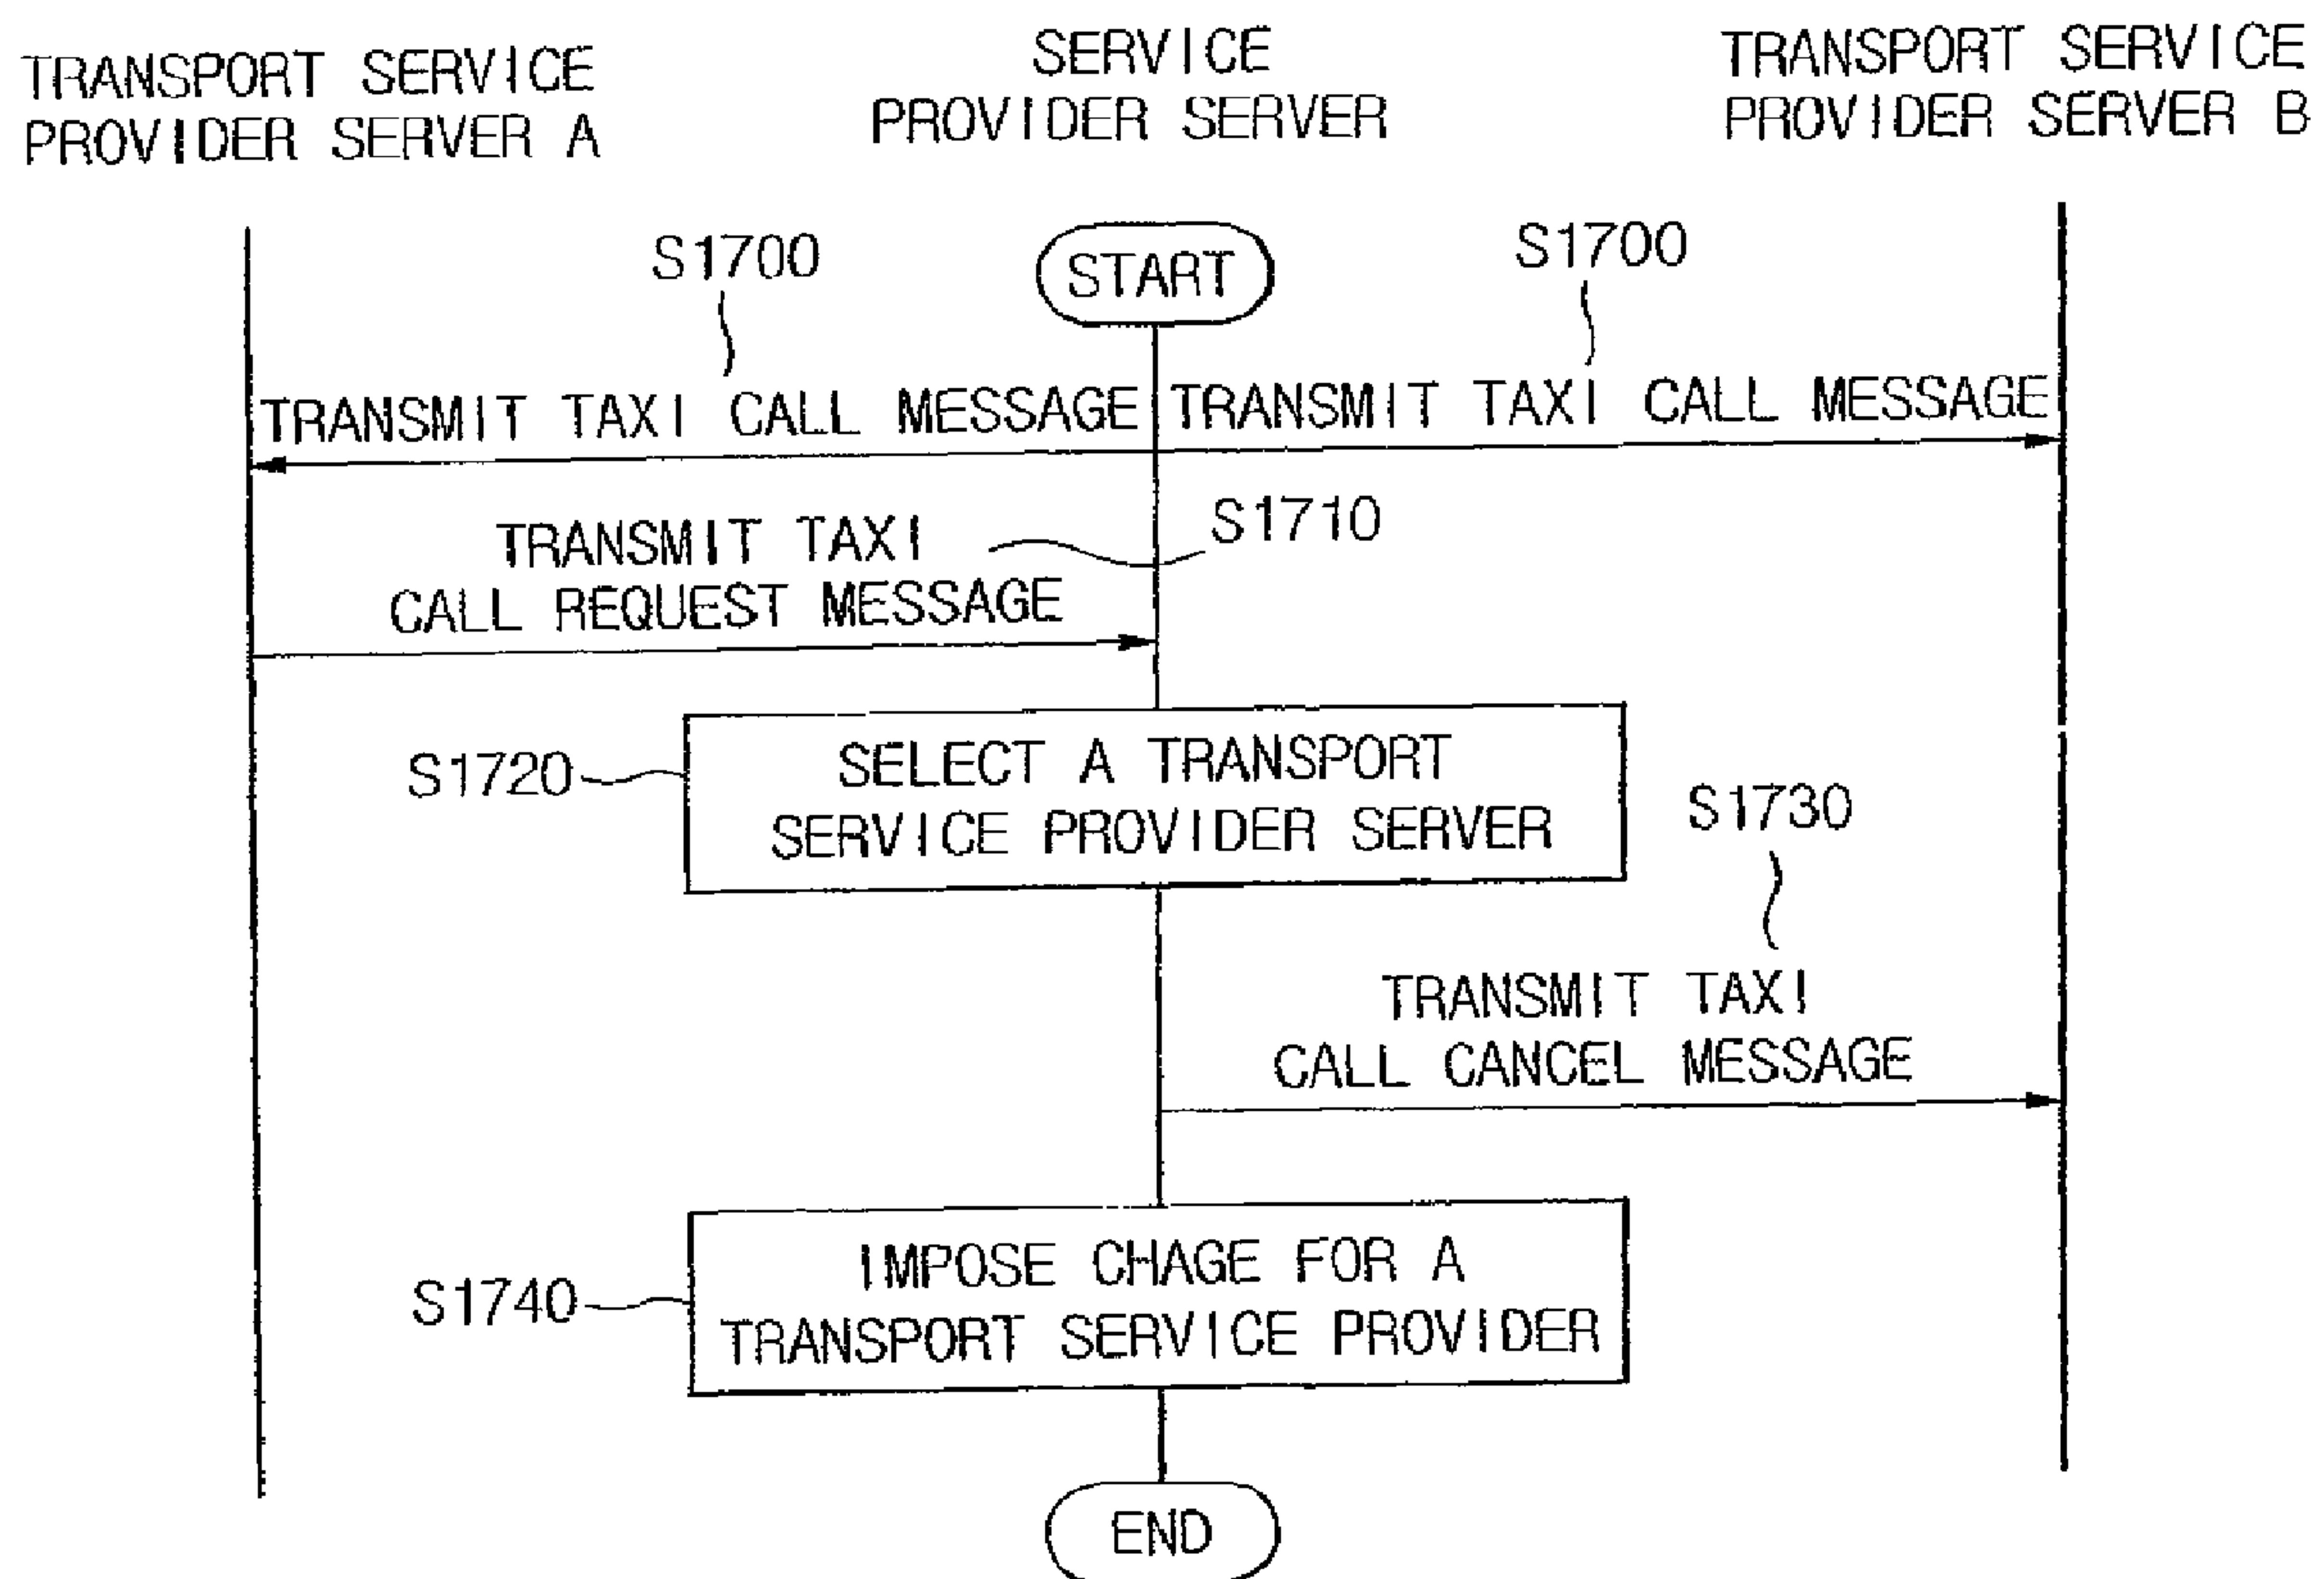 TRANSPORT SERVICE
PROVIDER SERVER A
SERVICE
PROVIDER SERVER
TRANSPORT SERVICE
PROVIDER SERVER B
S1700
START
S1700
TRANSMIT TAXI CALL MESSAGE
TRANSMIT TAXI CALL MESSAGE
TRANSMIT TAXI
CALL REQUEST MESSAGE
S1710
S1720
SELECT A TRANSPORT
SERVICE PROVIDER SERVER
S1730
TRANSMIT TAXI
CALL CANCEL MESSAGE
S1740
IMPOSE CHAGE FOR A
TRANSPORT SERVICE PROVIDER
END